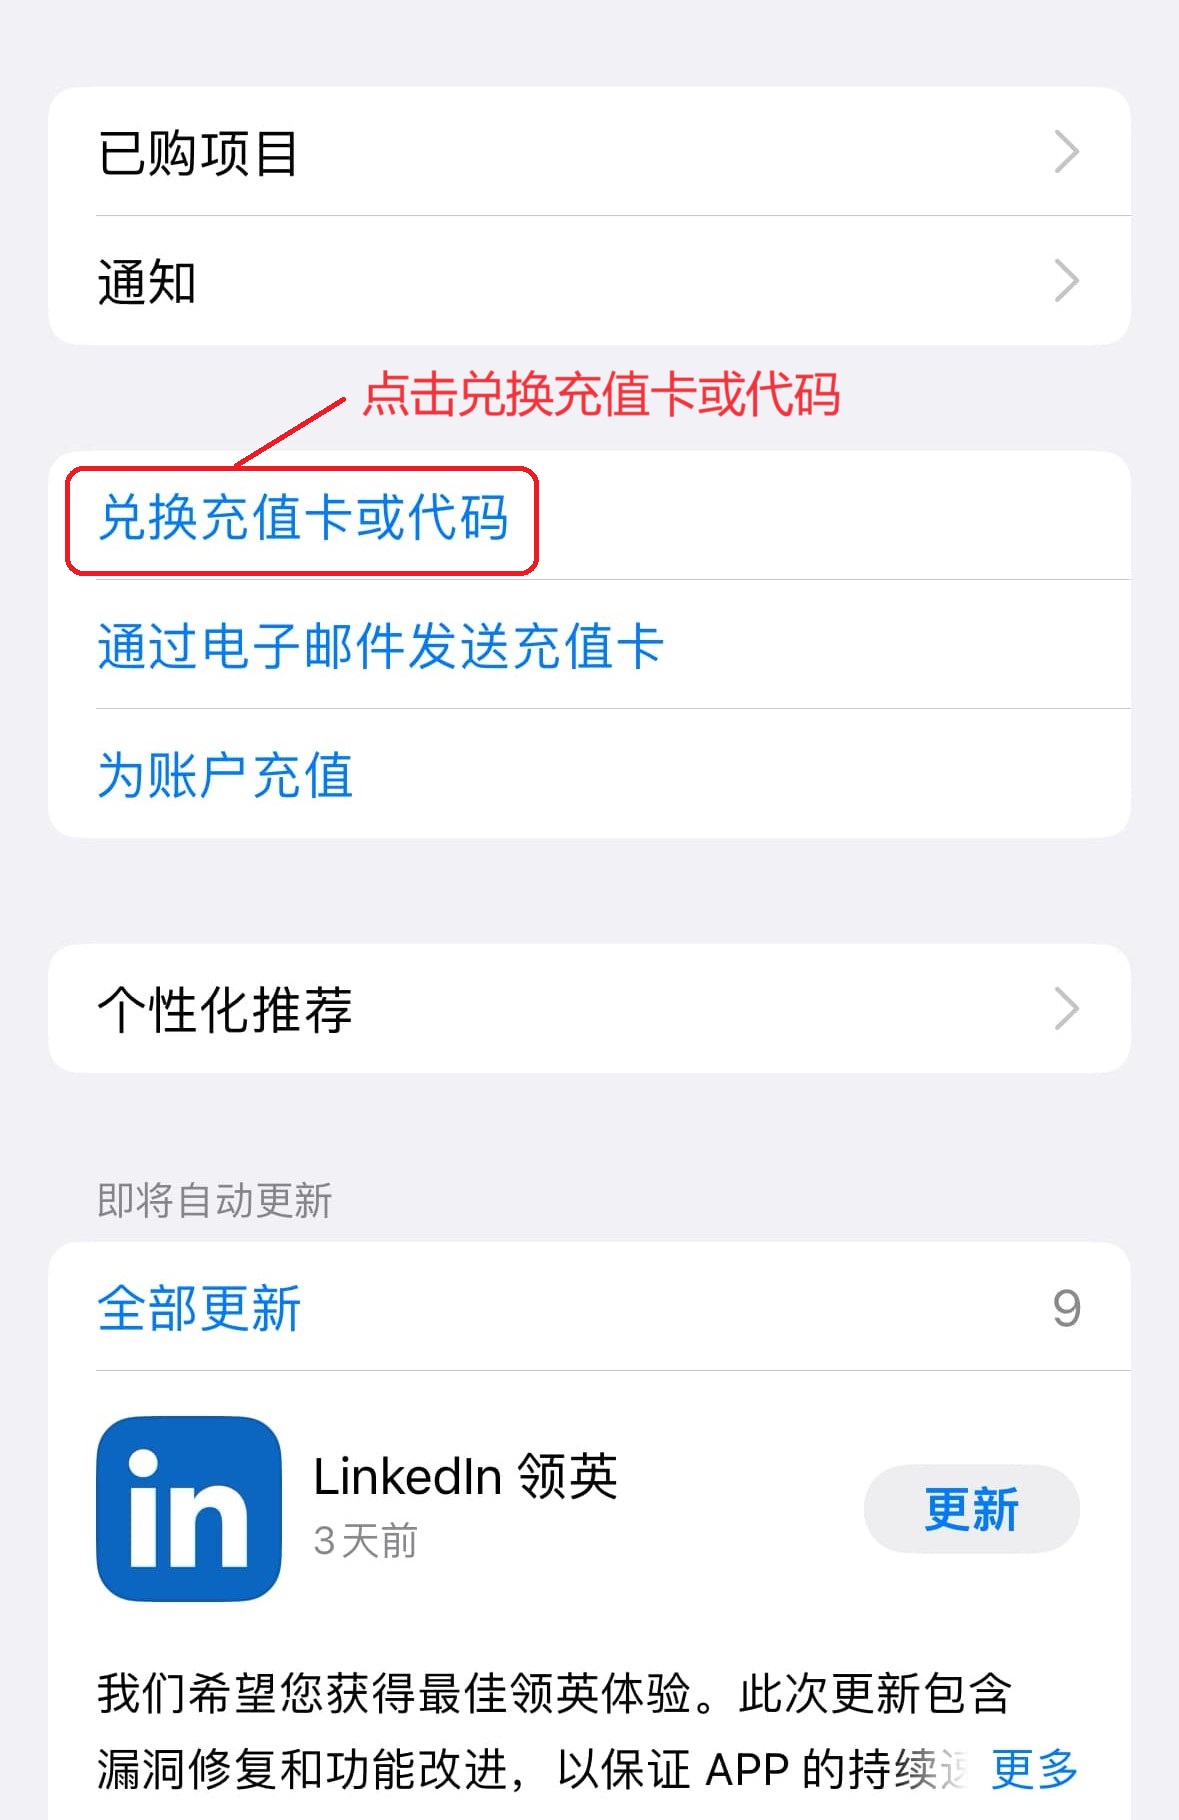 已购项目
通知
点击兑换充值卡或代码
兑换充值卡或代码
通过电子邮件发送充值卡
为账户充值
个性化推荐
即将自动更新
全部更新 9
in
LinkedIn 领英
3天前
更新
我们希望您获得最佳领英体验。此次更新包含
漏洞修复和功能改进，以保证 APP 的持续 更多